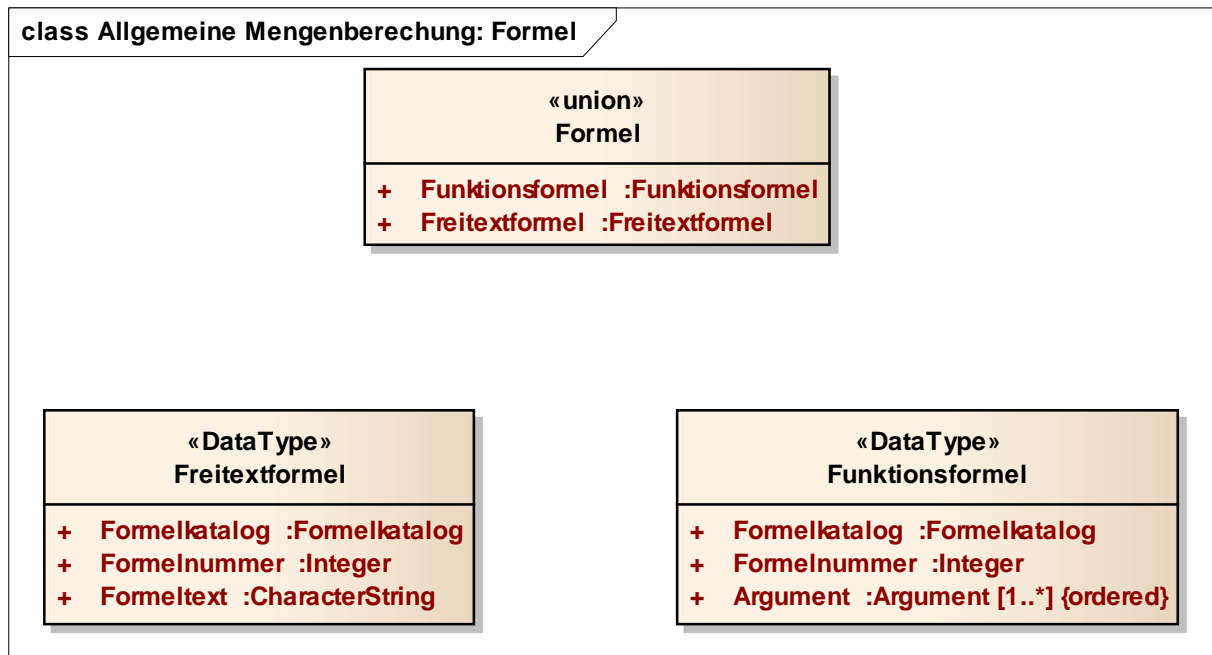 class Allgemeine Mengenberechung: Formel
«union»
Formel
+ Funktionsformel :Funktionsformel
+ Freitextformel :Freitextformel
«DataType»
Freitextformel
+ Formelkatalog :Formelkatalog
+ Formelnummer :Integer
+ Formeltext :CharacterString
«DataType»
Funktionsformel
+ Formelkatalog :Formelkatalog
+ Formelnummer :Integer
+ Argument :Argument [1..*] {ordered}